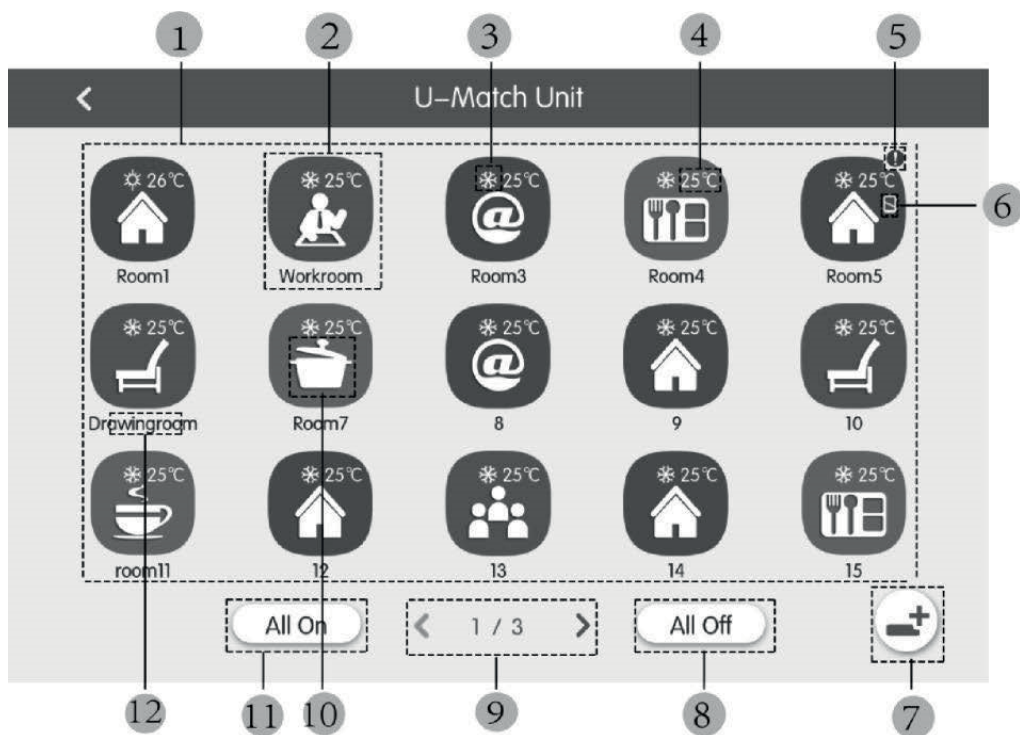 1 2 3 4 5
< U-Match Unit
26℃ 25℃ 25℃ 25℃ 25℃
6
Room1 Workroom Room3 Room4 Room5
25℃ 25℃ 25℃ 25℃ 25℃
Drawingroom Room7 8 9 10
25℃ 25℃ 25℃ 25℃ 25℃
room11 12 13 14 15
All On < 1 / 3 > All Off
12 11 10 9 8 7